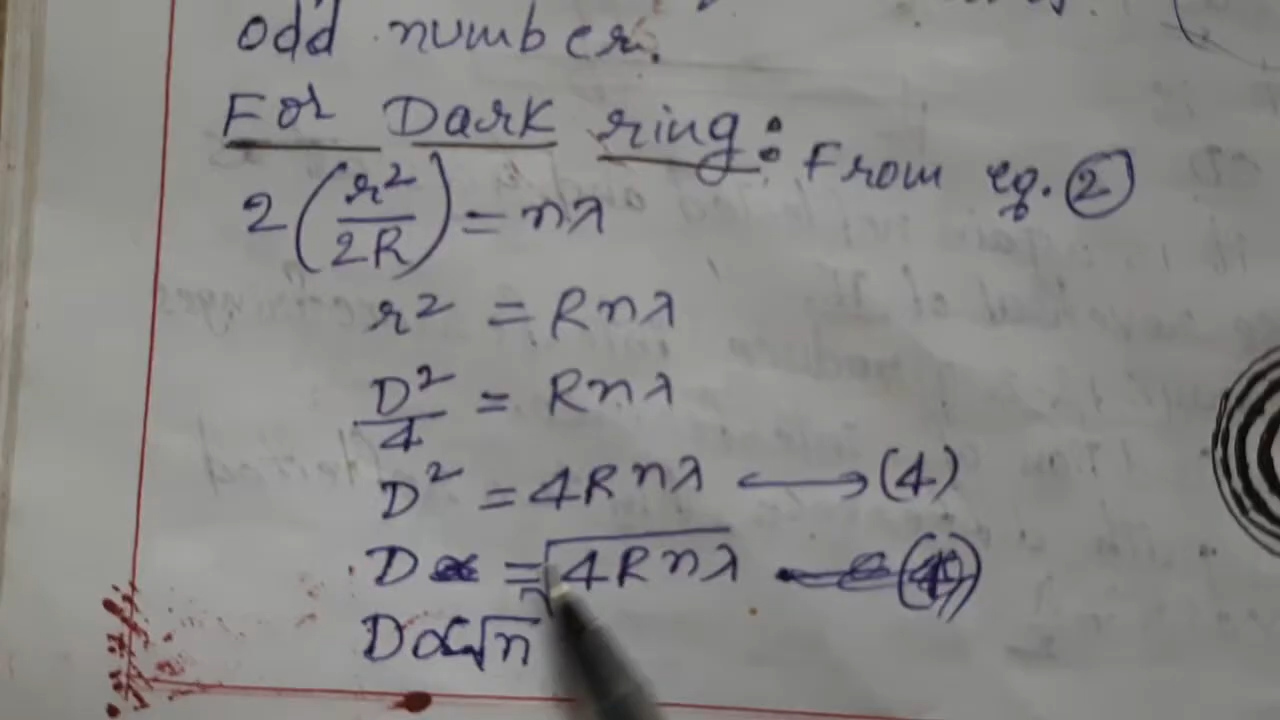 odd number.
For Dark ring: From eq. (2)
2(r²/2R) = nλ
r² = Rnλ
D²/4 = Rnλ
D² = 4Rnλ ⟷ (4)
D = √4Rnλ
D ∝ √n